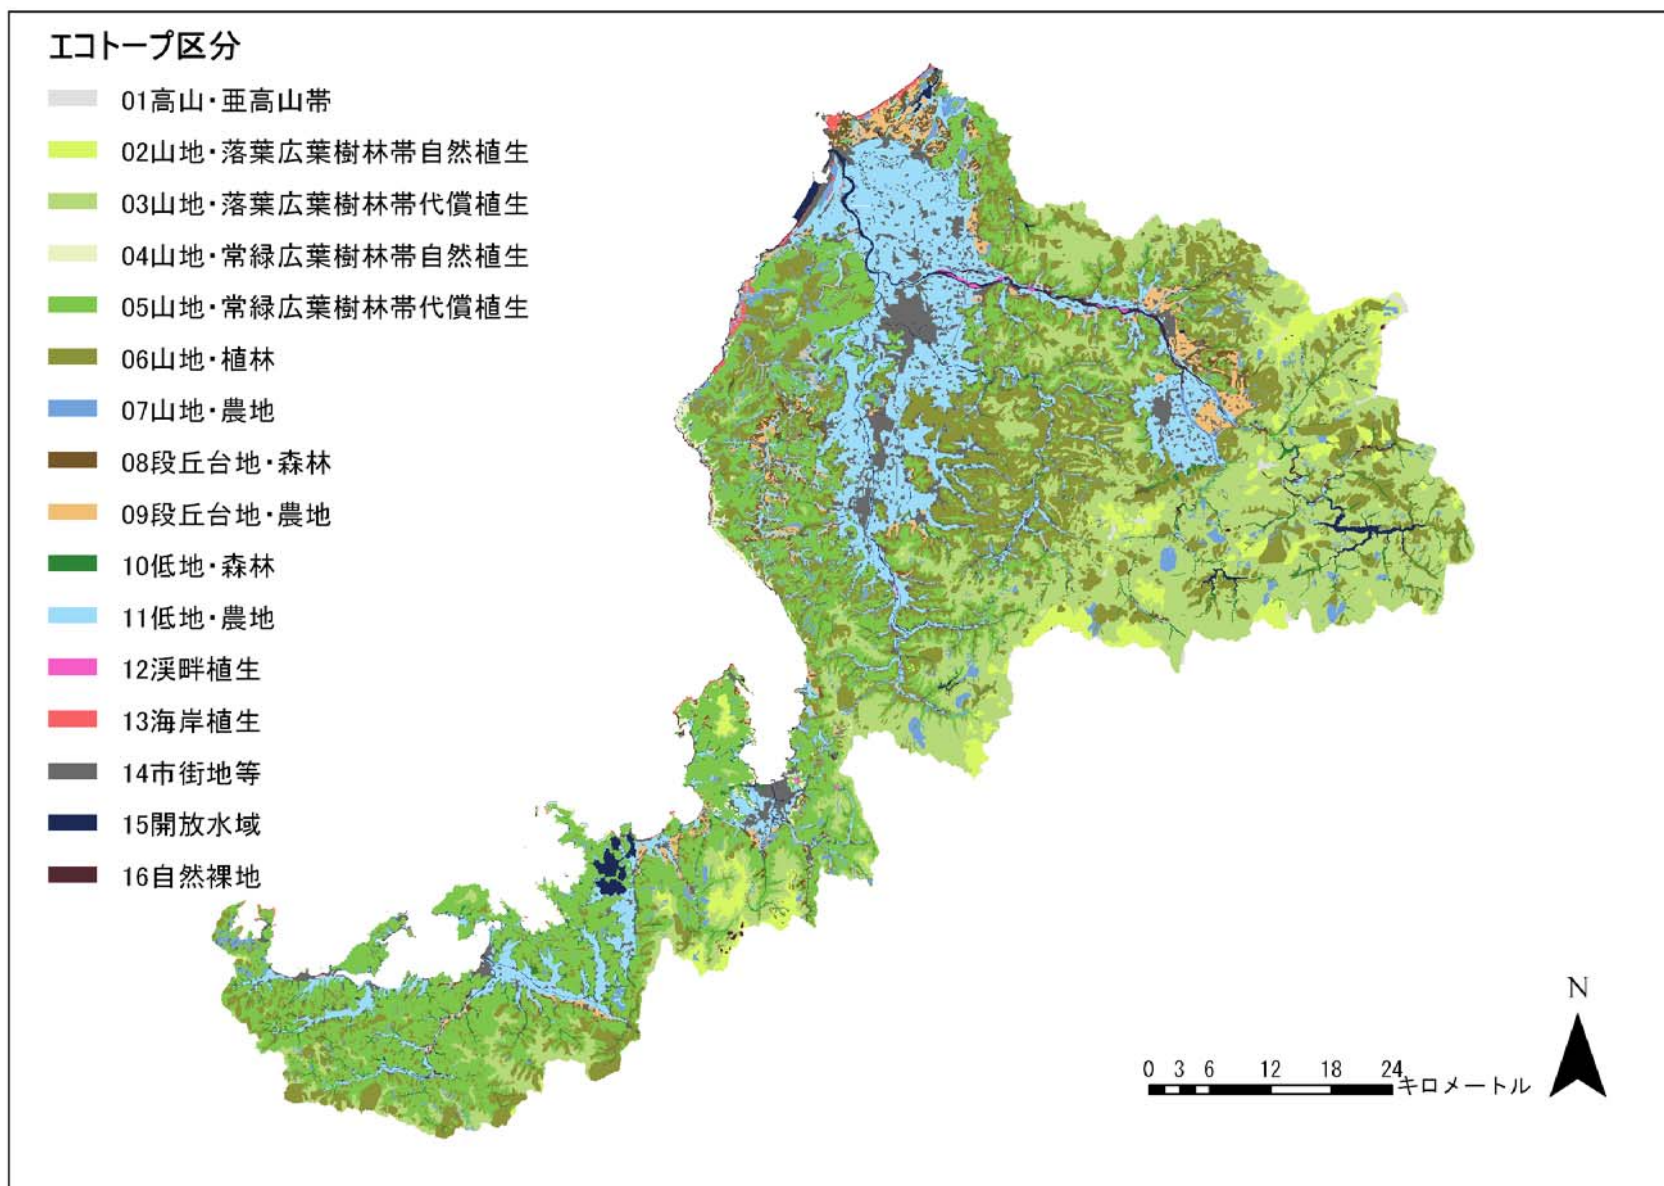 エコトープ区分
01高山・亜高山帯
02山地・落葉広葉樹林帯自然植生
03山地・落葉広葉樹林帯代償植生
04山地・常緑広葉樹林帯自然植生
05山地・常緑広葉樹林帯代償植生
06山地・植林
07山地・農地
08段丘台地・森林
09段丘台地・農地
10低地・森林
11低地・農地
12渓畔植生
13海岸植生
14市街地等
15開放水域
16自然裸地
N
0 3 6 12 18 24
キロメートル